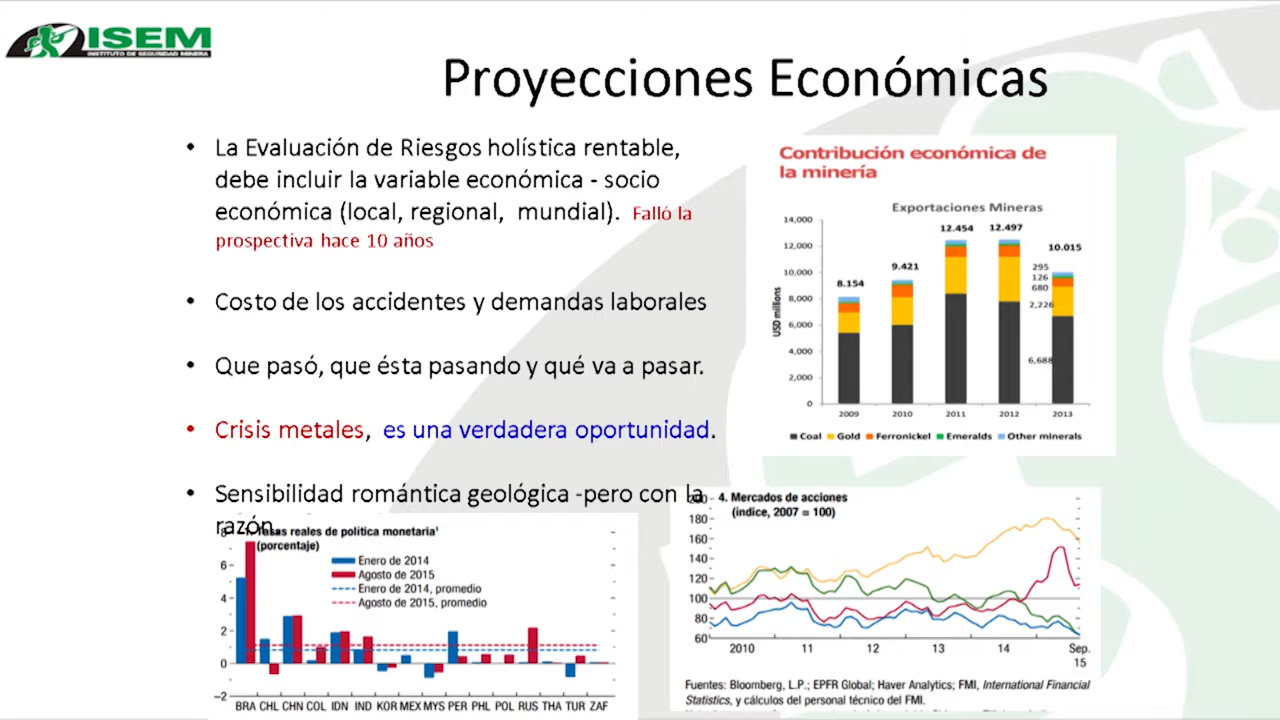 ISEM
INSTITUTO DE SEGURIDAD MINERA
Proyecciones Económicas
• La Evaluación de Riesgos holística rentable,
debe incluir la variable económica - socio
económica (local, regional, mundial). Falló la
prospectiva hace 10 años
• Costo de los accidentes y demandas laborales
• Que pasó, que ésta pasando y qué va a pasar.
• Crisis metales, es una verdadera oportunidad.
• Sensibilidad romántica geológica -pero con la
razón
Contribución económica de
la minería
Exportaciones Mineras
USD millions
14,000
12,000
10,000
8,000
6,000
4,000
2,000
0
8.154
9.421
12.454
12.497
10.015
295
126
680
2,226
6,688
2009 2010 2011 2012 2013
Coal Gold Ferronickel Emeralds Other minerals
Tasas reales de política monetaria¹
(porcentaje)
Enero de 2014
Agosto de 2015
Enero de 2014, promedio
Agosto de 2015, promedio
8
6
4
2
0
–2
BRA CHL CHN COL IDN IND KOR MEX MYS PER PHL POL RUS THA TUR ZAF
4. Mercados de acciones
(índice, 2007 = 100)
200
180
160
140
120
100
80
60
2010 11 12 13 14 Sep.
15
Fuentes: Bloomberg, L.P.; EPFR Global; Haver Analytics; FMI, International Financial
Statistics, y cálculos del personal técnico del FMI.